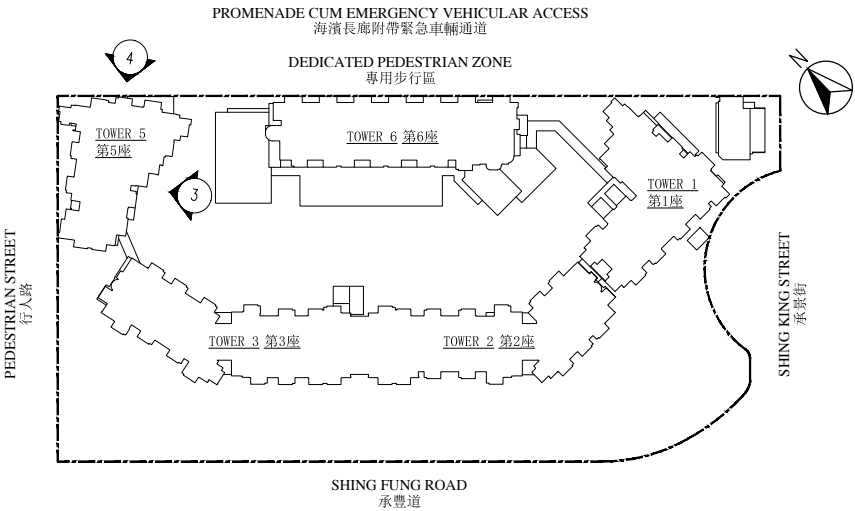 PROMENADE CUM EMERGENCY VEHICULAR ACCESS
海濱長廊附帶緊急車輛通道
DEDICATED PEDESTRIAN ZONE
專用步行區
4
N
TOWER 5
第5座
TOWER 6 第6座
TOWER 1
第1座
3
PEDESTRIAN STREET
行人路
SHING KING STREET
承景街
TOWER 3 第3座
TOWER 2 第2座
SHING FUNG ROAD
承豐道